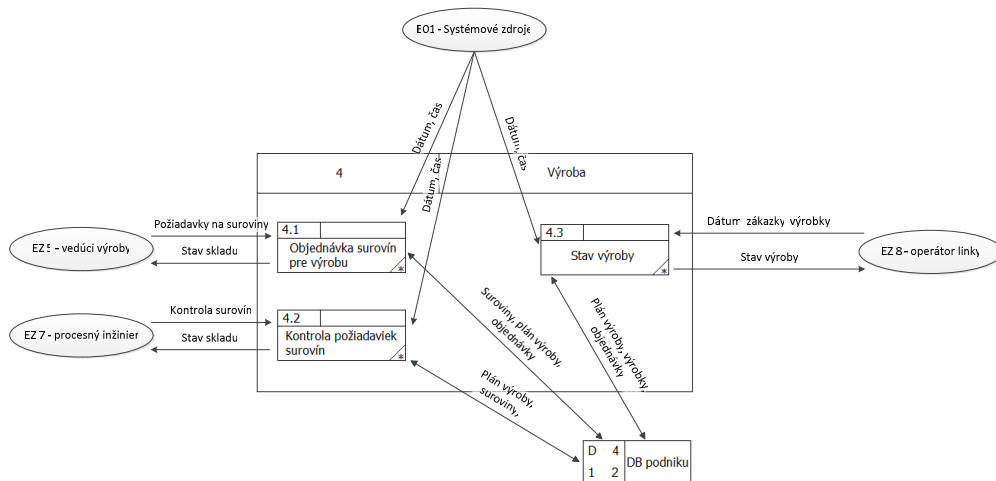 E01 - Systémové zdroje
Dátum, čas
Dátum, čas
Dátum, čas
4
Výroba
Požiadavky na suroviny
EZ 5 - vedúci výroby
Stav skladu
4.1
Objednávka surovín
pre výrobu
*
4.3
Stav výroby
*
Dátum zákazky výrobky
EZ 8 - operátor linky
Stav výroby
Kontrola surovín
EZ 7 - procesný inžinier
Stav skladu
4.2
Kontrola požiadaviek
surovín
*
Suroviny, plán výroby,
objednávky
Plán výroby, výrobky
objednávky
Plán výroby,
suroviny,
D 4
1 2
DB podniku